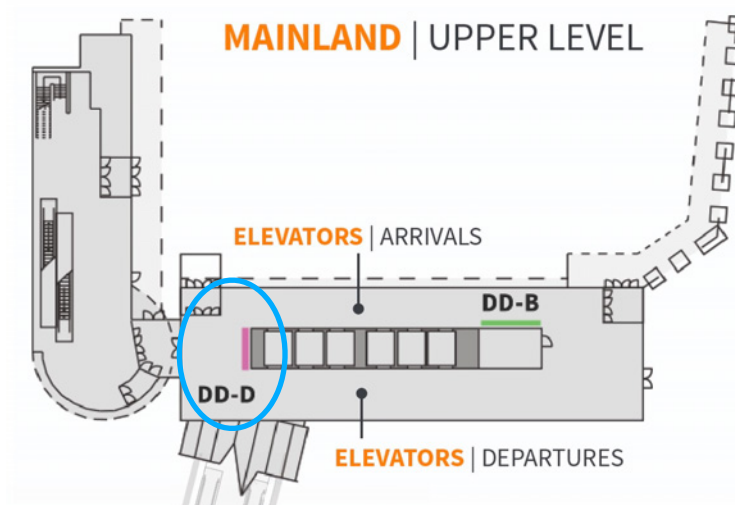 MAINLAND | UPPER LEVEL
ELEVATORS | ARRIVALS
DD-B
DD-D
ELEVATORS | DEPARTURES